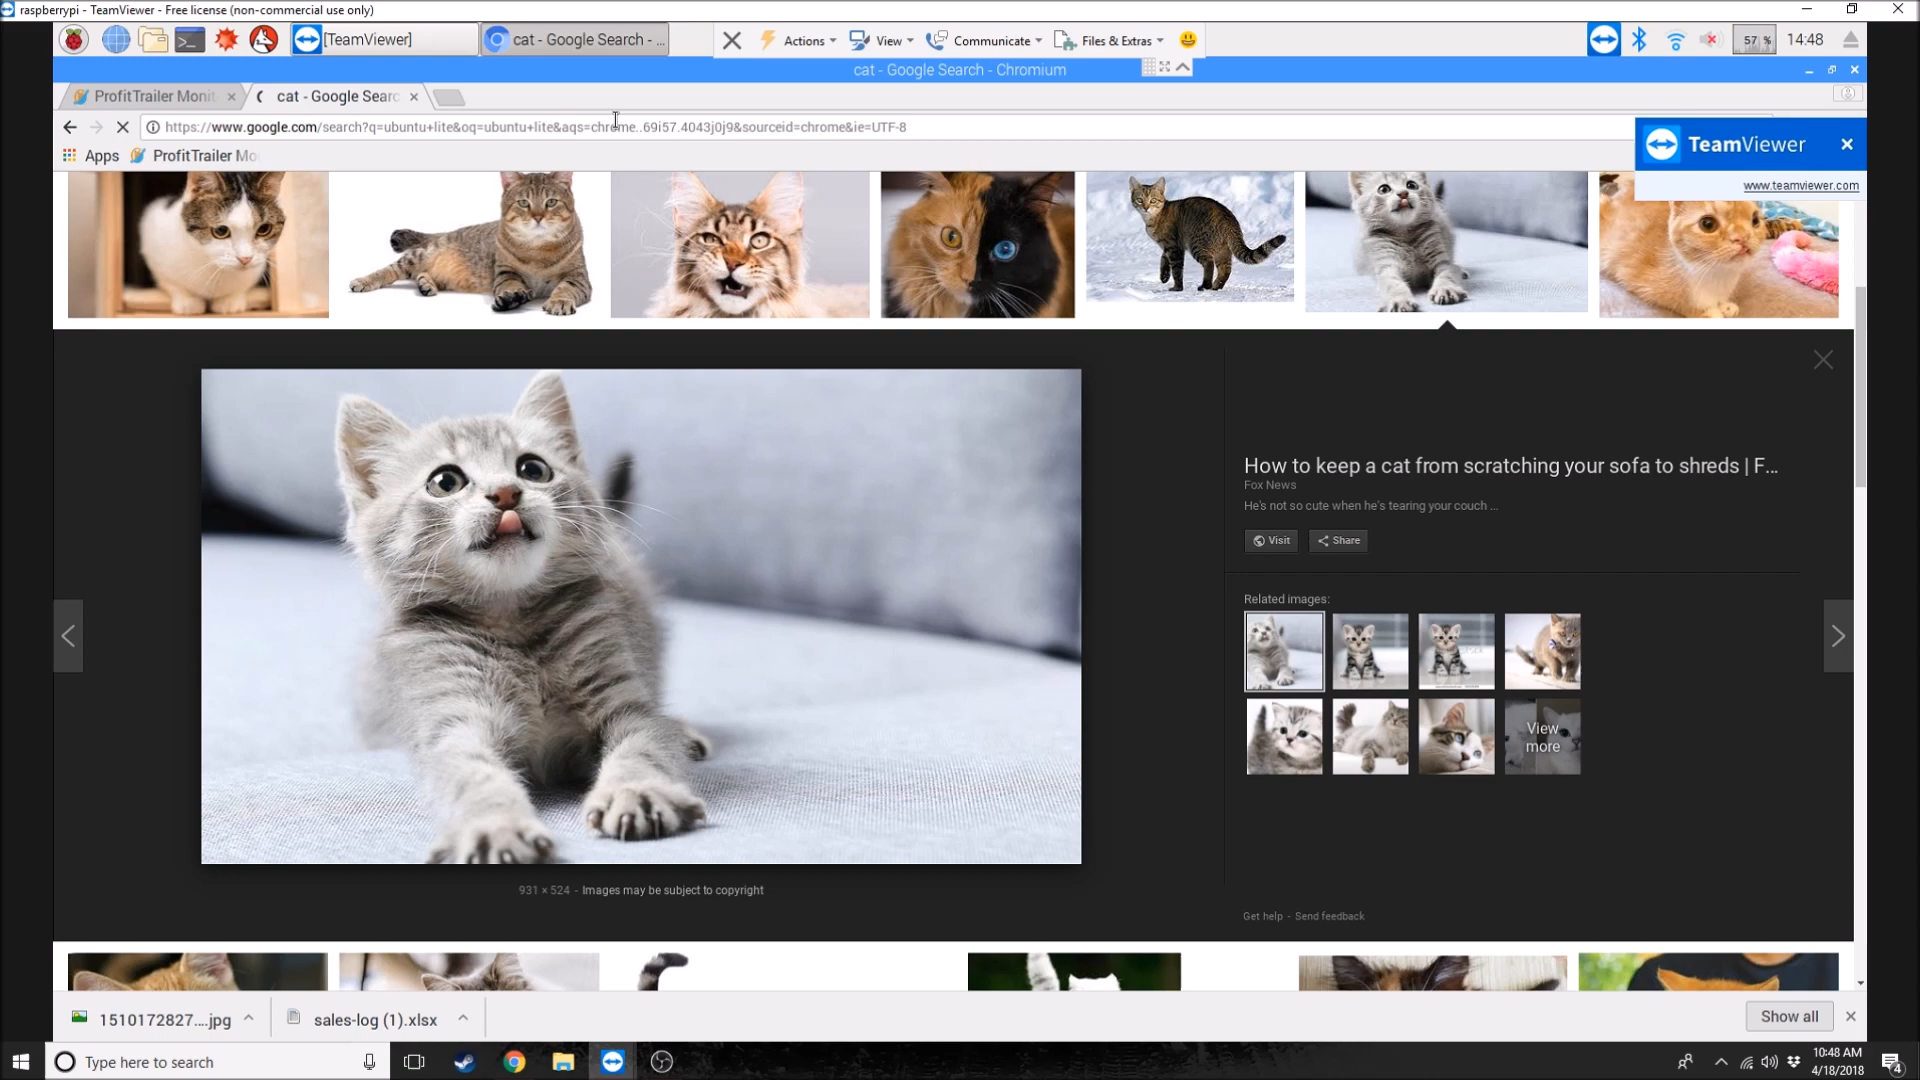 raspberrypi - TeamViewer - Free license (non-commercial use only)
[TeamViewer]
cat - Google Search - ...
Actions
View
Communicate
Files & Extras
57 %
14:48
cat - Google Search - Chromium
ProfitTrailer Monit
cat - Google Searc
https://www.google.com/search?q=ubuntu+lite&oq=ubuntu+lite&aqs=chrome..69i57.4043j0j9&sourceid=chrome&ie=UTF-8
TeamViewer
Apps
ProfitTrailer Mo
www.teamviewer.com
How to keep a cat from scratching your sofa to shreds | F...
Fox News
He's not so cute when he's tearing your couch ...
Visit
Share
Related images:
View
more
931 × 524 - Images may be subject to copyright
Get help - Send feedback
1510172827....jpg
sales-log (1).xlsx
Show all
Type here to search
10:48 AM
4/18/2018
4